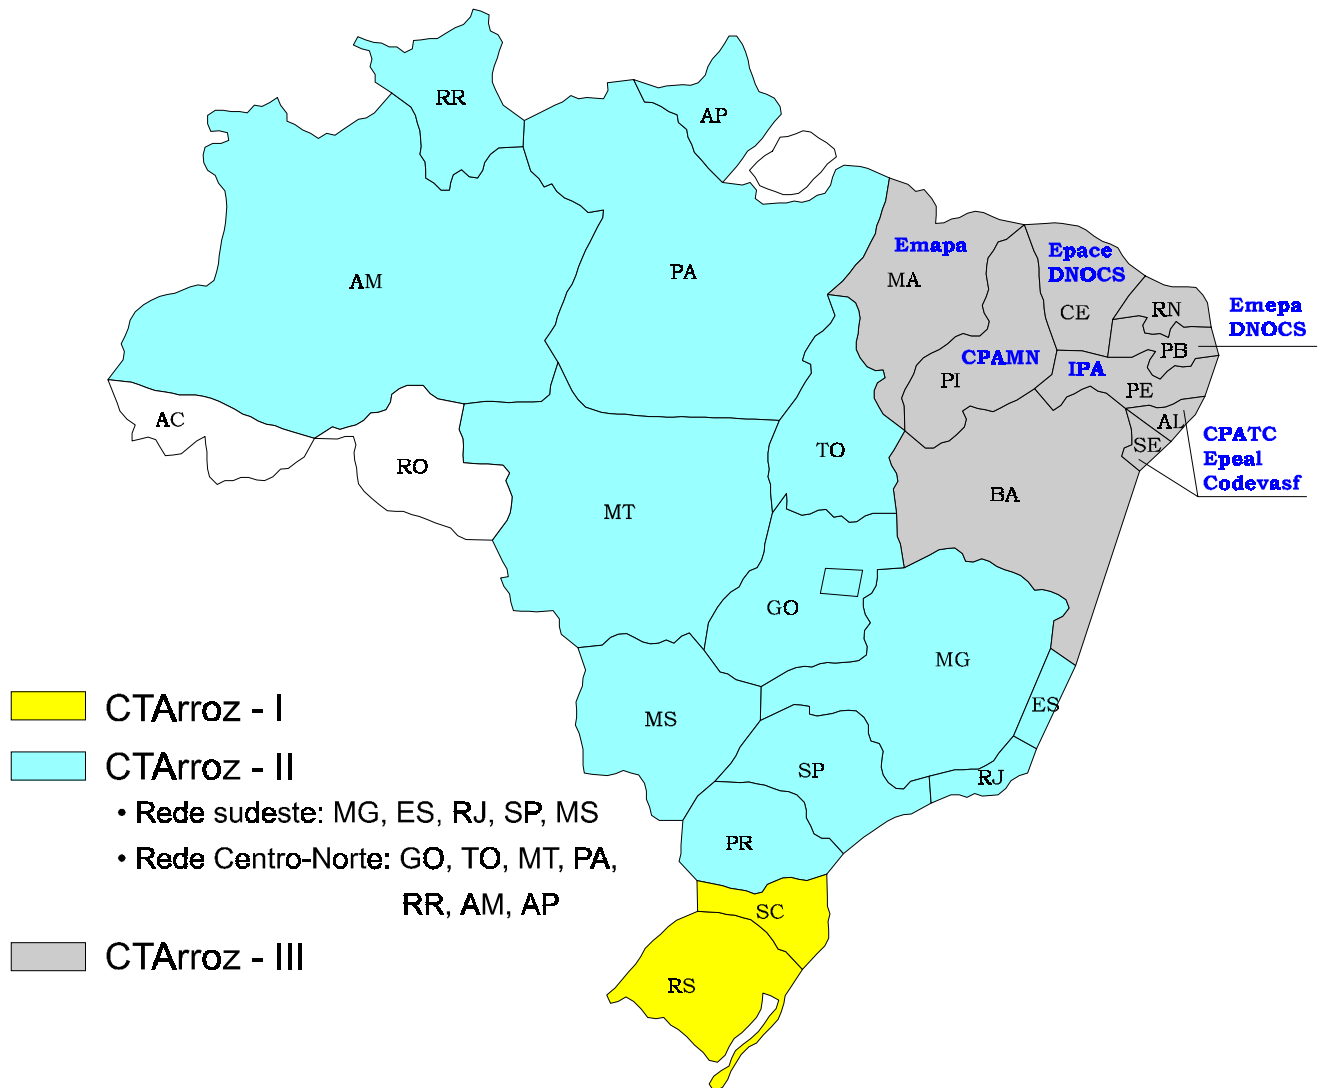 RR
AP
AM
PA
Emapa
MA
Epace
DNOCS
CE
RN
Emepa
DNOCS
PB
CPAMN
PI
IPA
PE
AL
SE
CPATC
Epeal
Codevasf
AC
RO
TO
MT
BA
GO
MG
MS
ES
SP
RJ
PR
SC
RS
CTArroz - I
CTArroz - II
• Rede sudeste: MG, ES, RJ, SP, MS
• Rede Centro-Norte: GO, TO, MT, PA,
RR, AM, AP
CTArroz - III